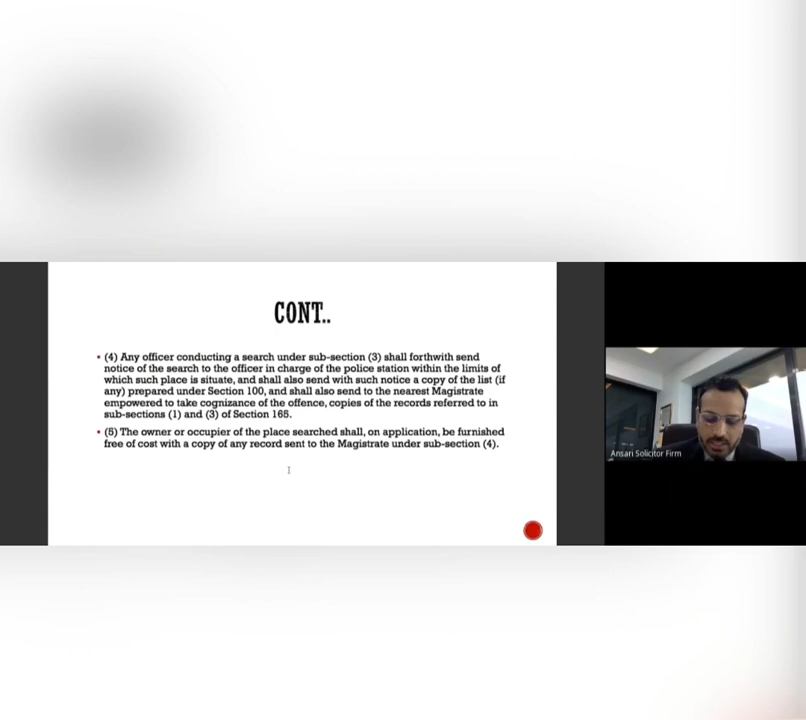 CONT..
• (4) Any officer conducting a search under sub-section (3) shall forthwith send
notice of the search to the officer in charge of the police station within the limits of
which such place is situate, and shall also send with such notice a copy of the list (if
any) prepared under Section 100, and shall also send to the nearest Magistrate
empowered to take cognizance of the offence, copies of the records referred to in
sub-sections (1) and (3) of Section 165.
• (5) The owner or occupier of the place searched shall, on application, be furnished
free of cost with a copy of any record sent to the Magistrate under sub-section (4).
Ansari Solicitor Firm